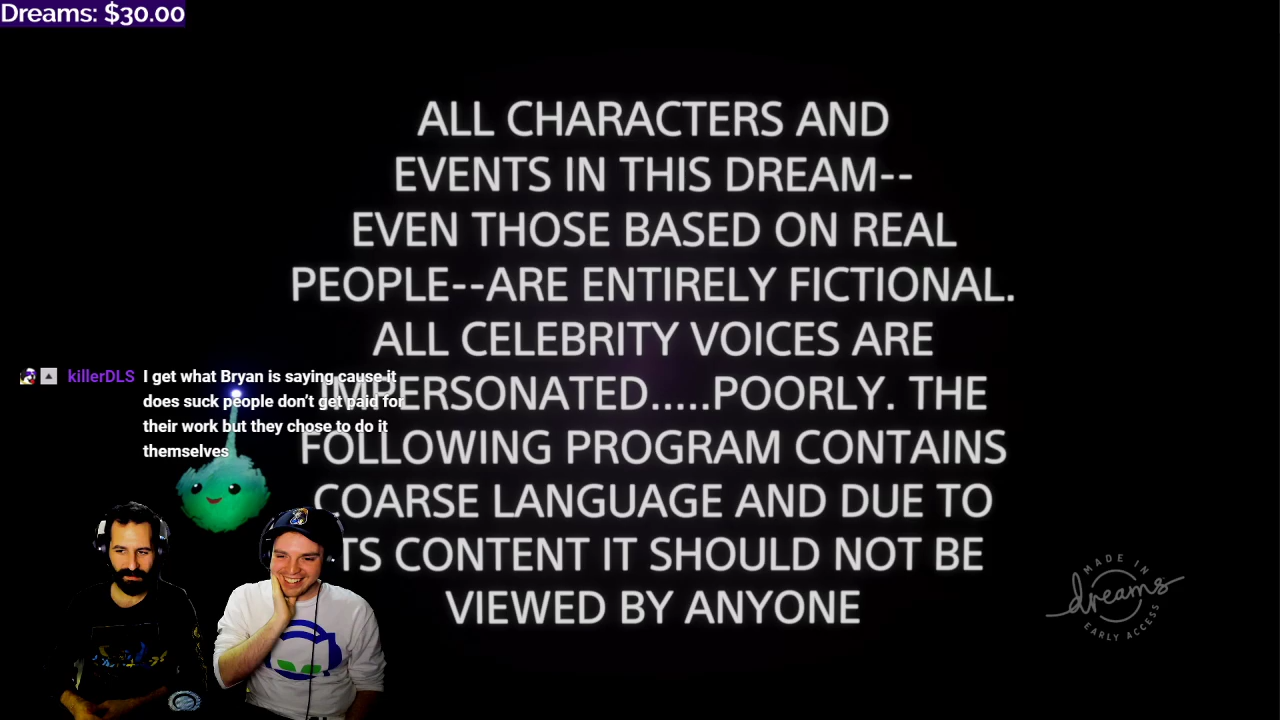 Dreams: $30.00
ALL CHARACTERS AND
EVENTS IN THIS DREAM--
EVEN THOSE BASED ON REAL
PEOPLE--ARE ENTIRELY FICTIONAL.
ALL CELEBRITY VOICES ARE
IMPERSONATED.....POORLY. THE
FOLLOWING PROGRAM CONTAINS
COARSE LANGUAGE AND DUE TO
ITS CONTENT IT SHOULD NOT BE
VIEWED BY ANYONE
killerDLS I get what Bryan is saying cause it
does suck people don't get paid for
their work but they chose to do it
themselves
MADE IN
dreams
EARLY ACCESS